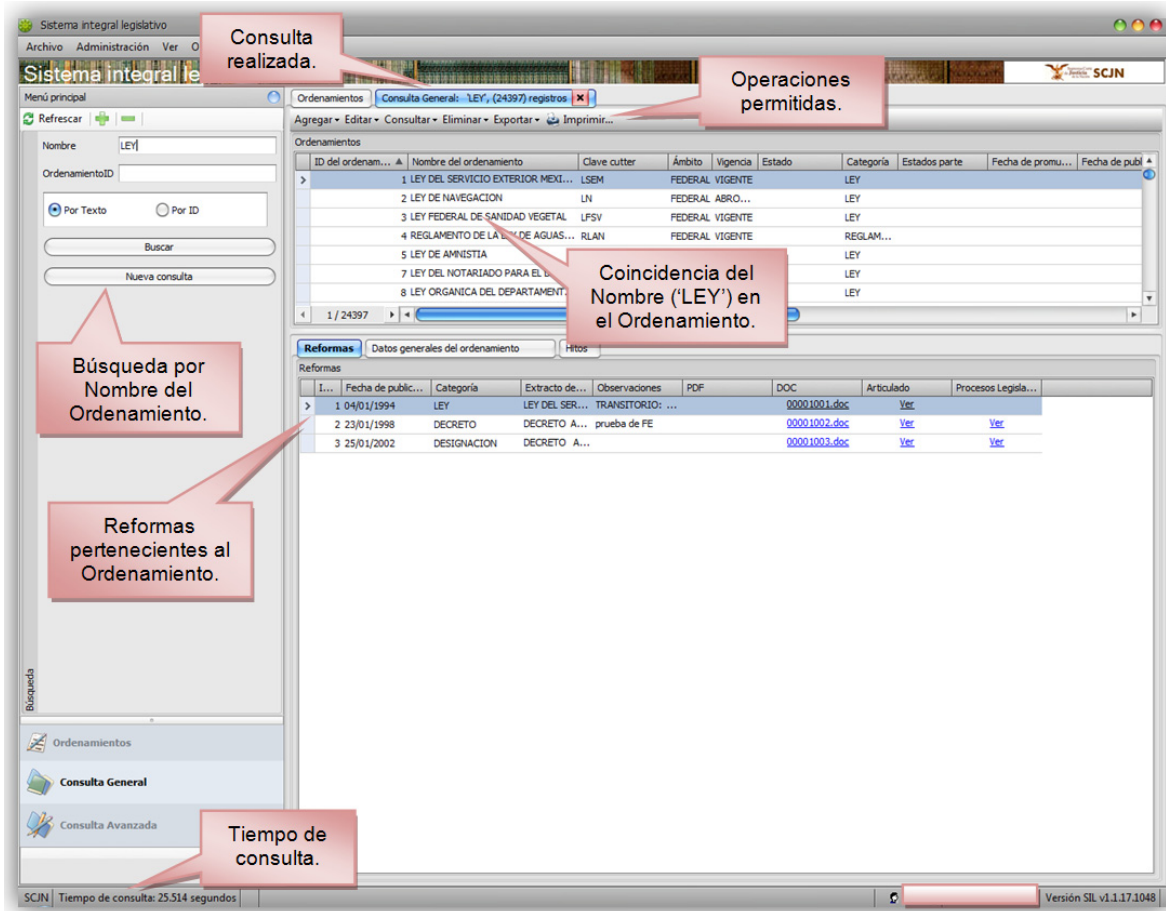 Sistema integral legislativo
Archivo Administración Ver O
Consulta realizada.
Sistema integral le
SCJN
Menú principal
Ordenamientos Consulta General: 'LEY', (24397) registros
Operaciones permitidas.
Refrescar
Agregar Editar Consultar Eliminar Exportar Imprimir...
Nombre LEY
OrdenamientoID
Por Texto Por ID
Buscar
Nueva consulta
Ordenamientos
ID del ordenam... Nombre del ordenamiento Clave cutter Ámbito Vigencia Estado Categoría Estados parte Fecha de promu... Fecha de publ
1 LEY DEL SERVICIO EXTERIOR MEXI... LSEM FEDERAL VIGENTE LEY
2 LEY DE NAVEGACION LN FEDERAL ABRO... LEY
3 LEY FEDERAL DE SANIDAD VEGETAL LFSV FEDERAL VIGENTE LEY
4 REGLAMENTO DE LA LEY DE AGUAS... RLAN FEDERAL VIGENTE REGLAM...
5 LEY DE AMNISTIA LEY
7 LEY DEL NOTARIADO PARA EL LEY
8 LEY ORGANICA DEL DEPARTAMENT LEY
1 / 24397
Coincidencia del
Nombre ('LEY') en
el Ordenamiento.
Búsqueda por
Nombre del
Ordenamiento.
Reformas Datos generales del ordenamiento Hitos
Reformas
I... Fecha de public... Categoría Extracto de... Observaciones PDF DOC Articulado Procesos Legisla...
1 04/01/1994 LEY LEY DEL SER... TRANSITORIO: ... 00001001.doc Ver
2 23/01/1998 DECRETO DECRETO A... prueba de FE 00001002.doc Ver Ver
3 25/01/2002 DESIGNACION DECRETO A... 00001003.doc Ver Ver
Reformas
pertenecientes al
Ordenamiento.
Búsqueda
Ordenamientos
Consulta General
Consulta Avanzada
Tiempo de
consulta.
SCJN Tiempo de consulta: 25.514 segundos
Versión SIL v1.1.17.1048